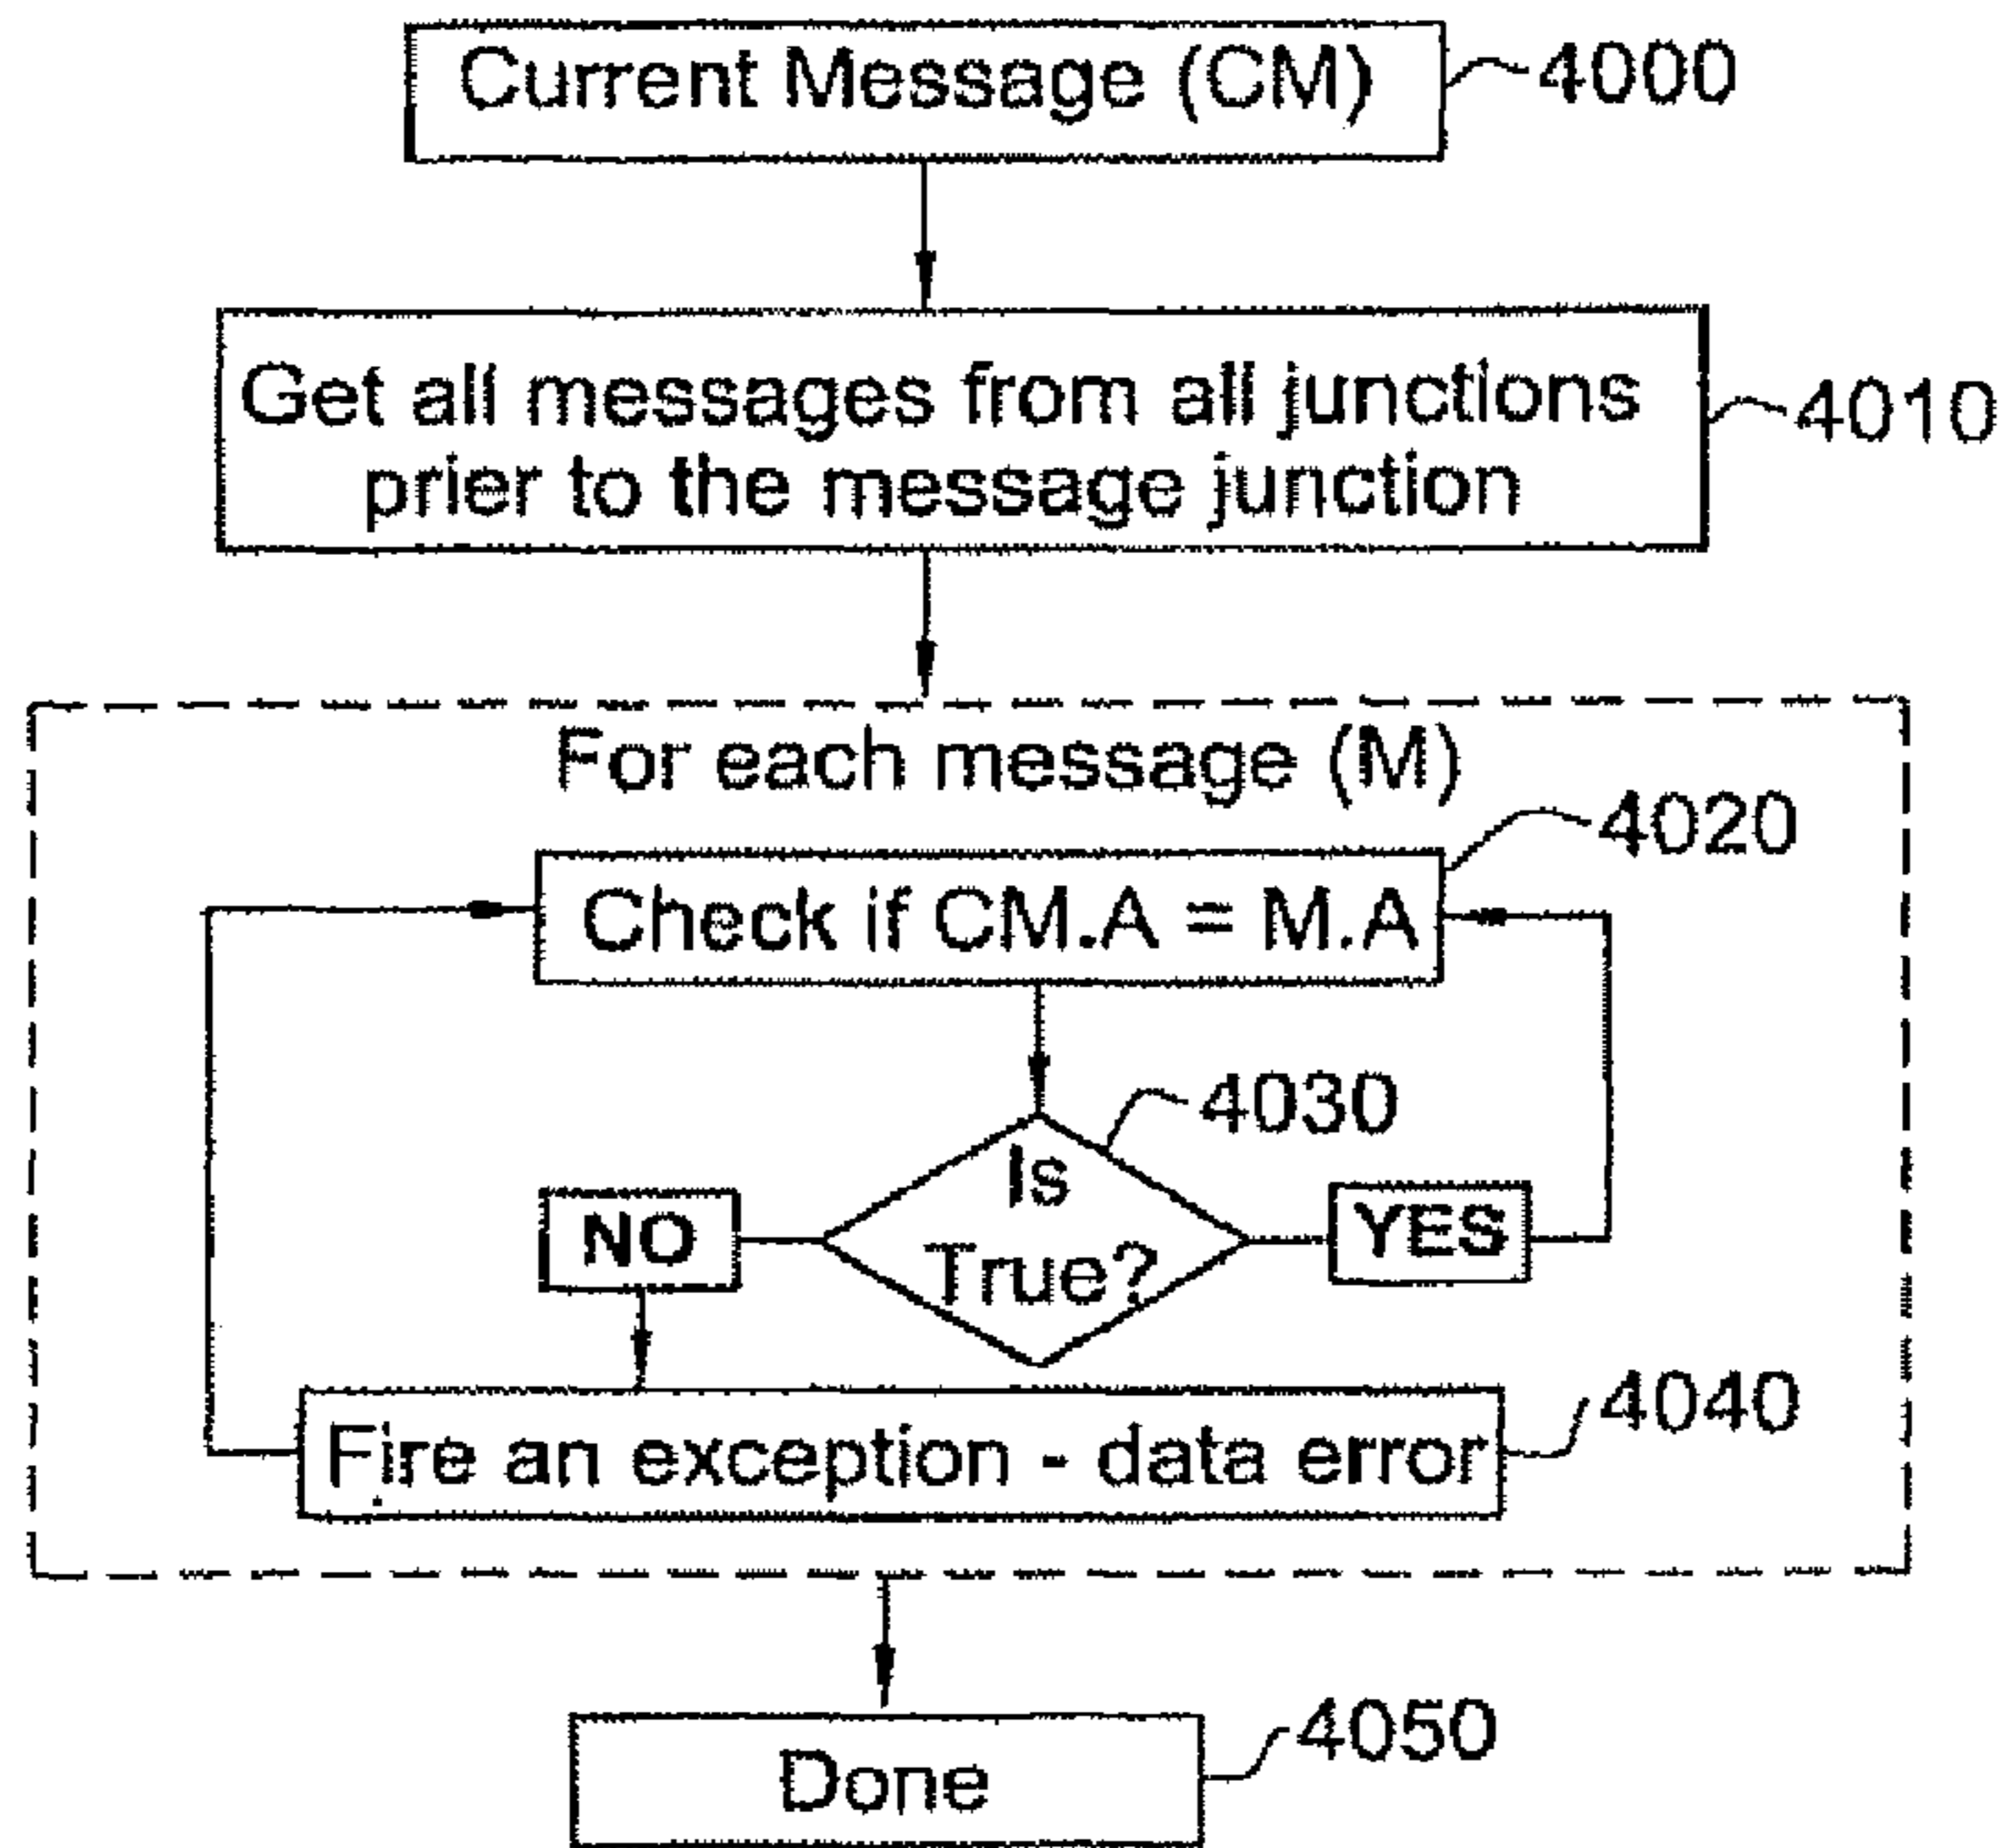 Current Message (CM)
4000
Get all messages from all junctions
prier to the message junction
4010
For each message (M)
4020
Check if CM.A = M.A
4030
Is
True?
NO
YES
4040
Fire an exception - data error
4050
Done